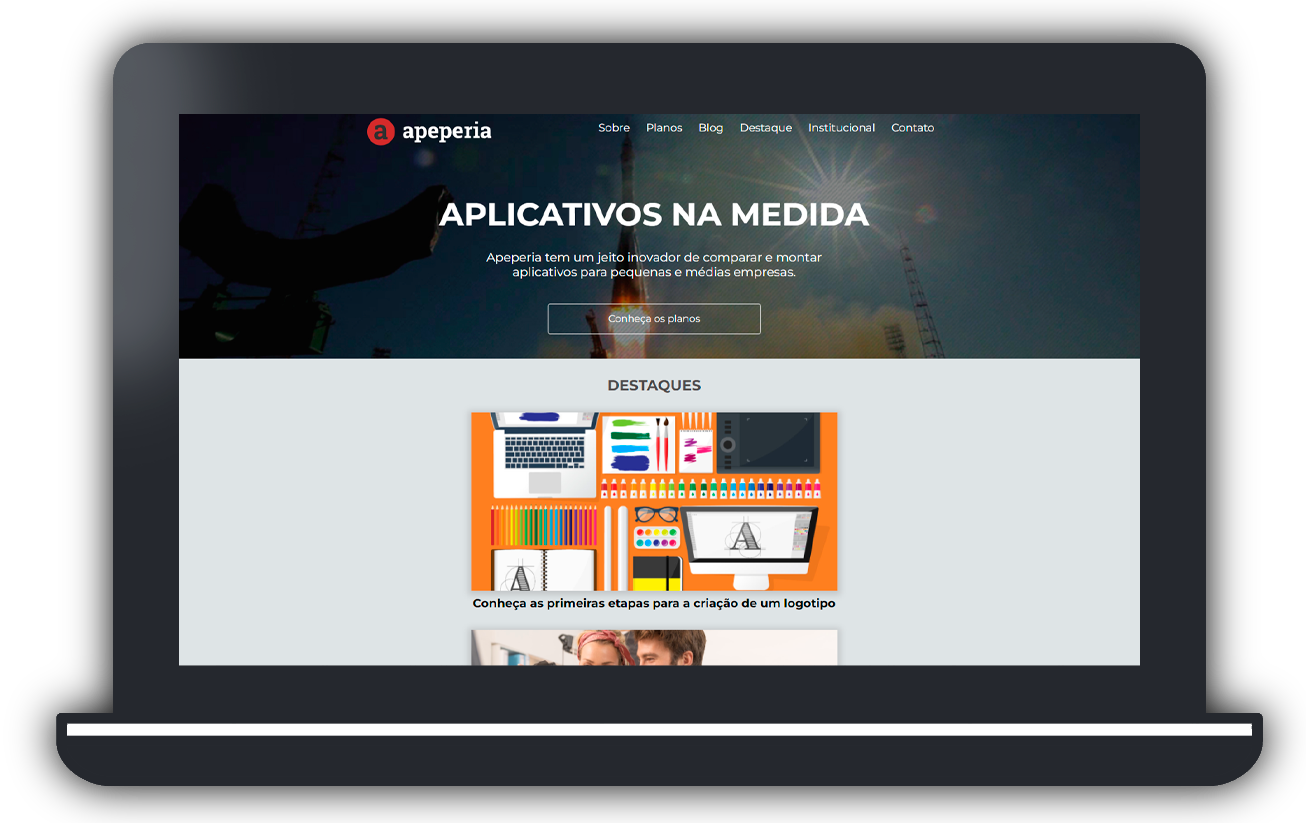 a apeperia
Sobre Planos Blog Destaque Institucional Contato
APLICATIVOS NA MEDIDA
Apeperia tem um jeito inovador de comparar e montar
aplicativos para pequenas e médias empresas.
Conheça os planos
DESTAQUES
A
A
Conheça as primeiras etapas para a criação de um logotipo